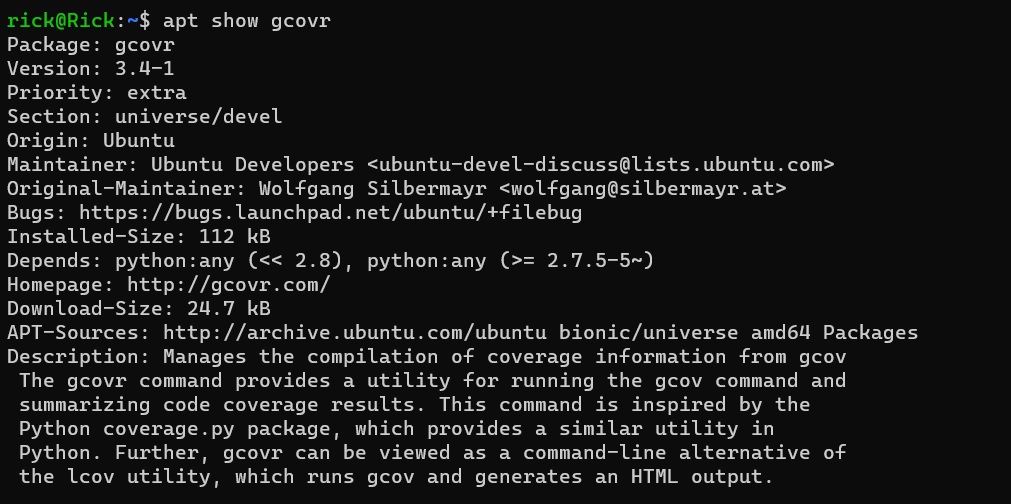 rick@Rick:~$ apt show gcovr
Package: gcovr
Version: 3.4-1
Priority: extra
Section: universe/devel
Origin: Ubuntu
Maintainer: Ubuntu Developers <ubuntu-devel-discuss@lists.ubuntu.com>
Original-Maintainer: Wolfgang Silbermayr <wolfgang@silbermayr.at>
Bugs: https://bugs.launchpad.net/ubuntu/+filebug
Installed-Size: 112 kB
Depends: python:any (<< 2.8), python:any (>= 2.7.5-5~)
Homepage: http://gcovr.com/
Download-Size: 24.7 kB
APT-Sources: http://archive.ubuntu.com/ubuntu bionic/universe amd64 Packages
Description: Manages the compilation of coverage information from gcov
 The gcovr command provides a utility for running the gcov command and
 summarizing code coverage results. This command is inspired by the
 Python coverage.py package, which provides a similar utility in
 Python. Further, gcovr can be viewed as a command-line alternative of
 the lcov utility, which runs gcov and generates an HTML output.